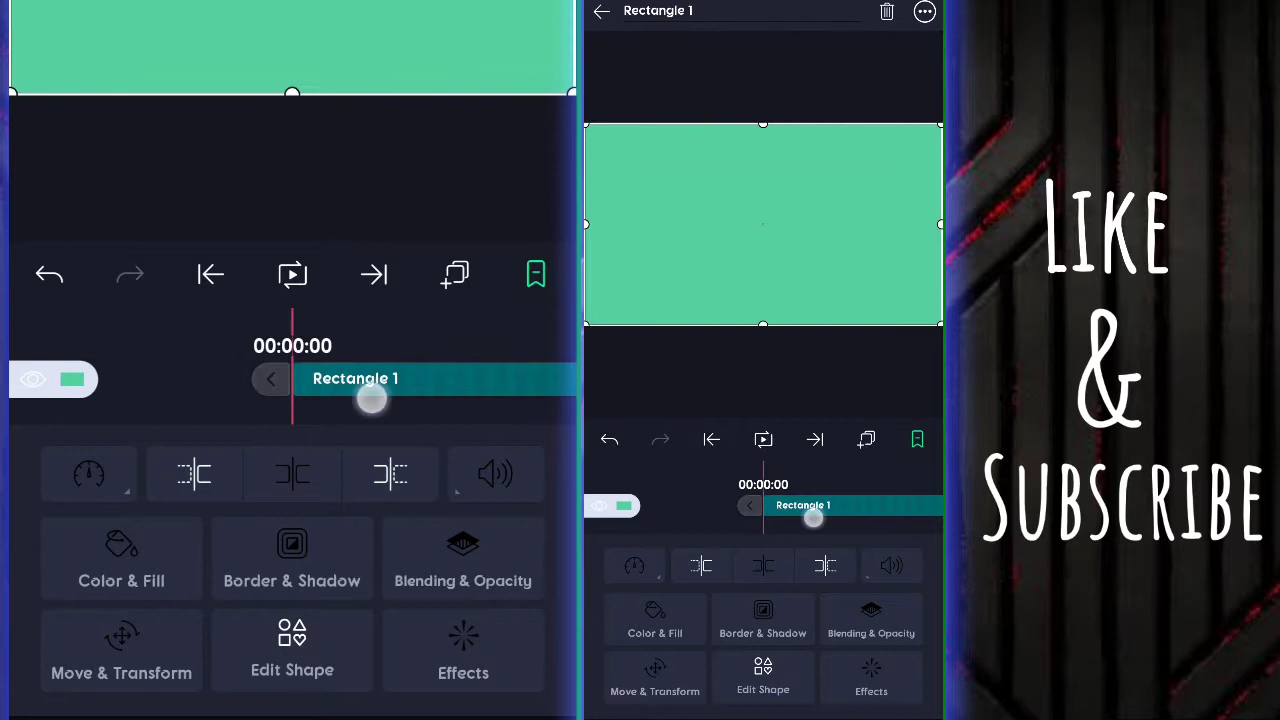 00:00:00
Rectangle 1
Color & Fill
Border & Shadow
Blending & Opacity
Move & Transform
Edit Shape
Effects
Rectangle 1
00:00:00
Rectangle 1
Color & Fill
Border & Shadow
Blending & Opacity
Move & Transform
Edit Shape
Effects
LIKE
&
SUBSCRIBE